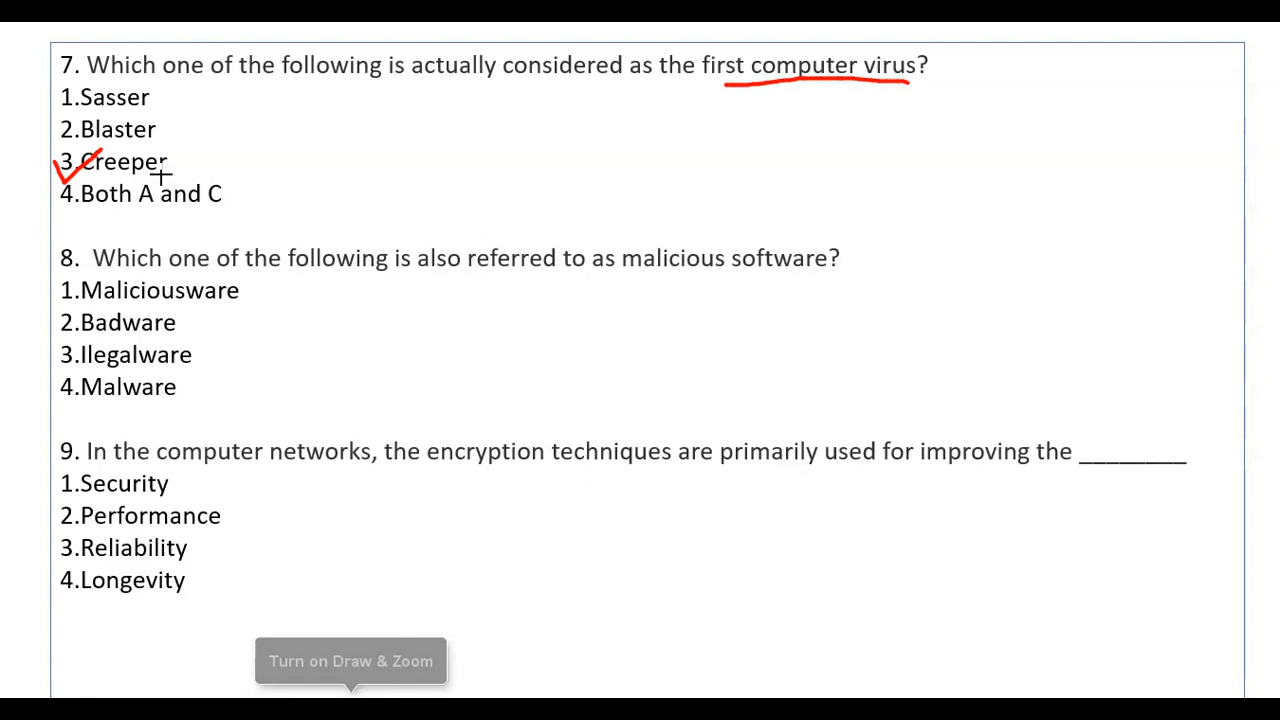 7. Which one of the following is actually considered as the first computer virus?
1.Sasser
2.Blaster
3.Creeper
4.Both A and C
8. Which one of the following is also referred to as malicious software?
1.Maliciousware
2.Badware
3.Ilegalware
4.Malware
9. In the computer networks, the encryption techniques are primarily used for improving the ________
1.Security
2.Performance
3.Reliability
4.Longevity
Turn on Draw & Zoom